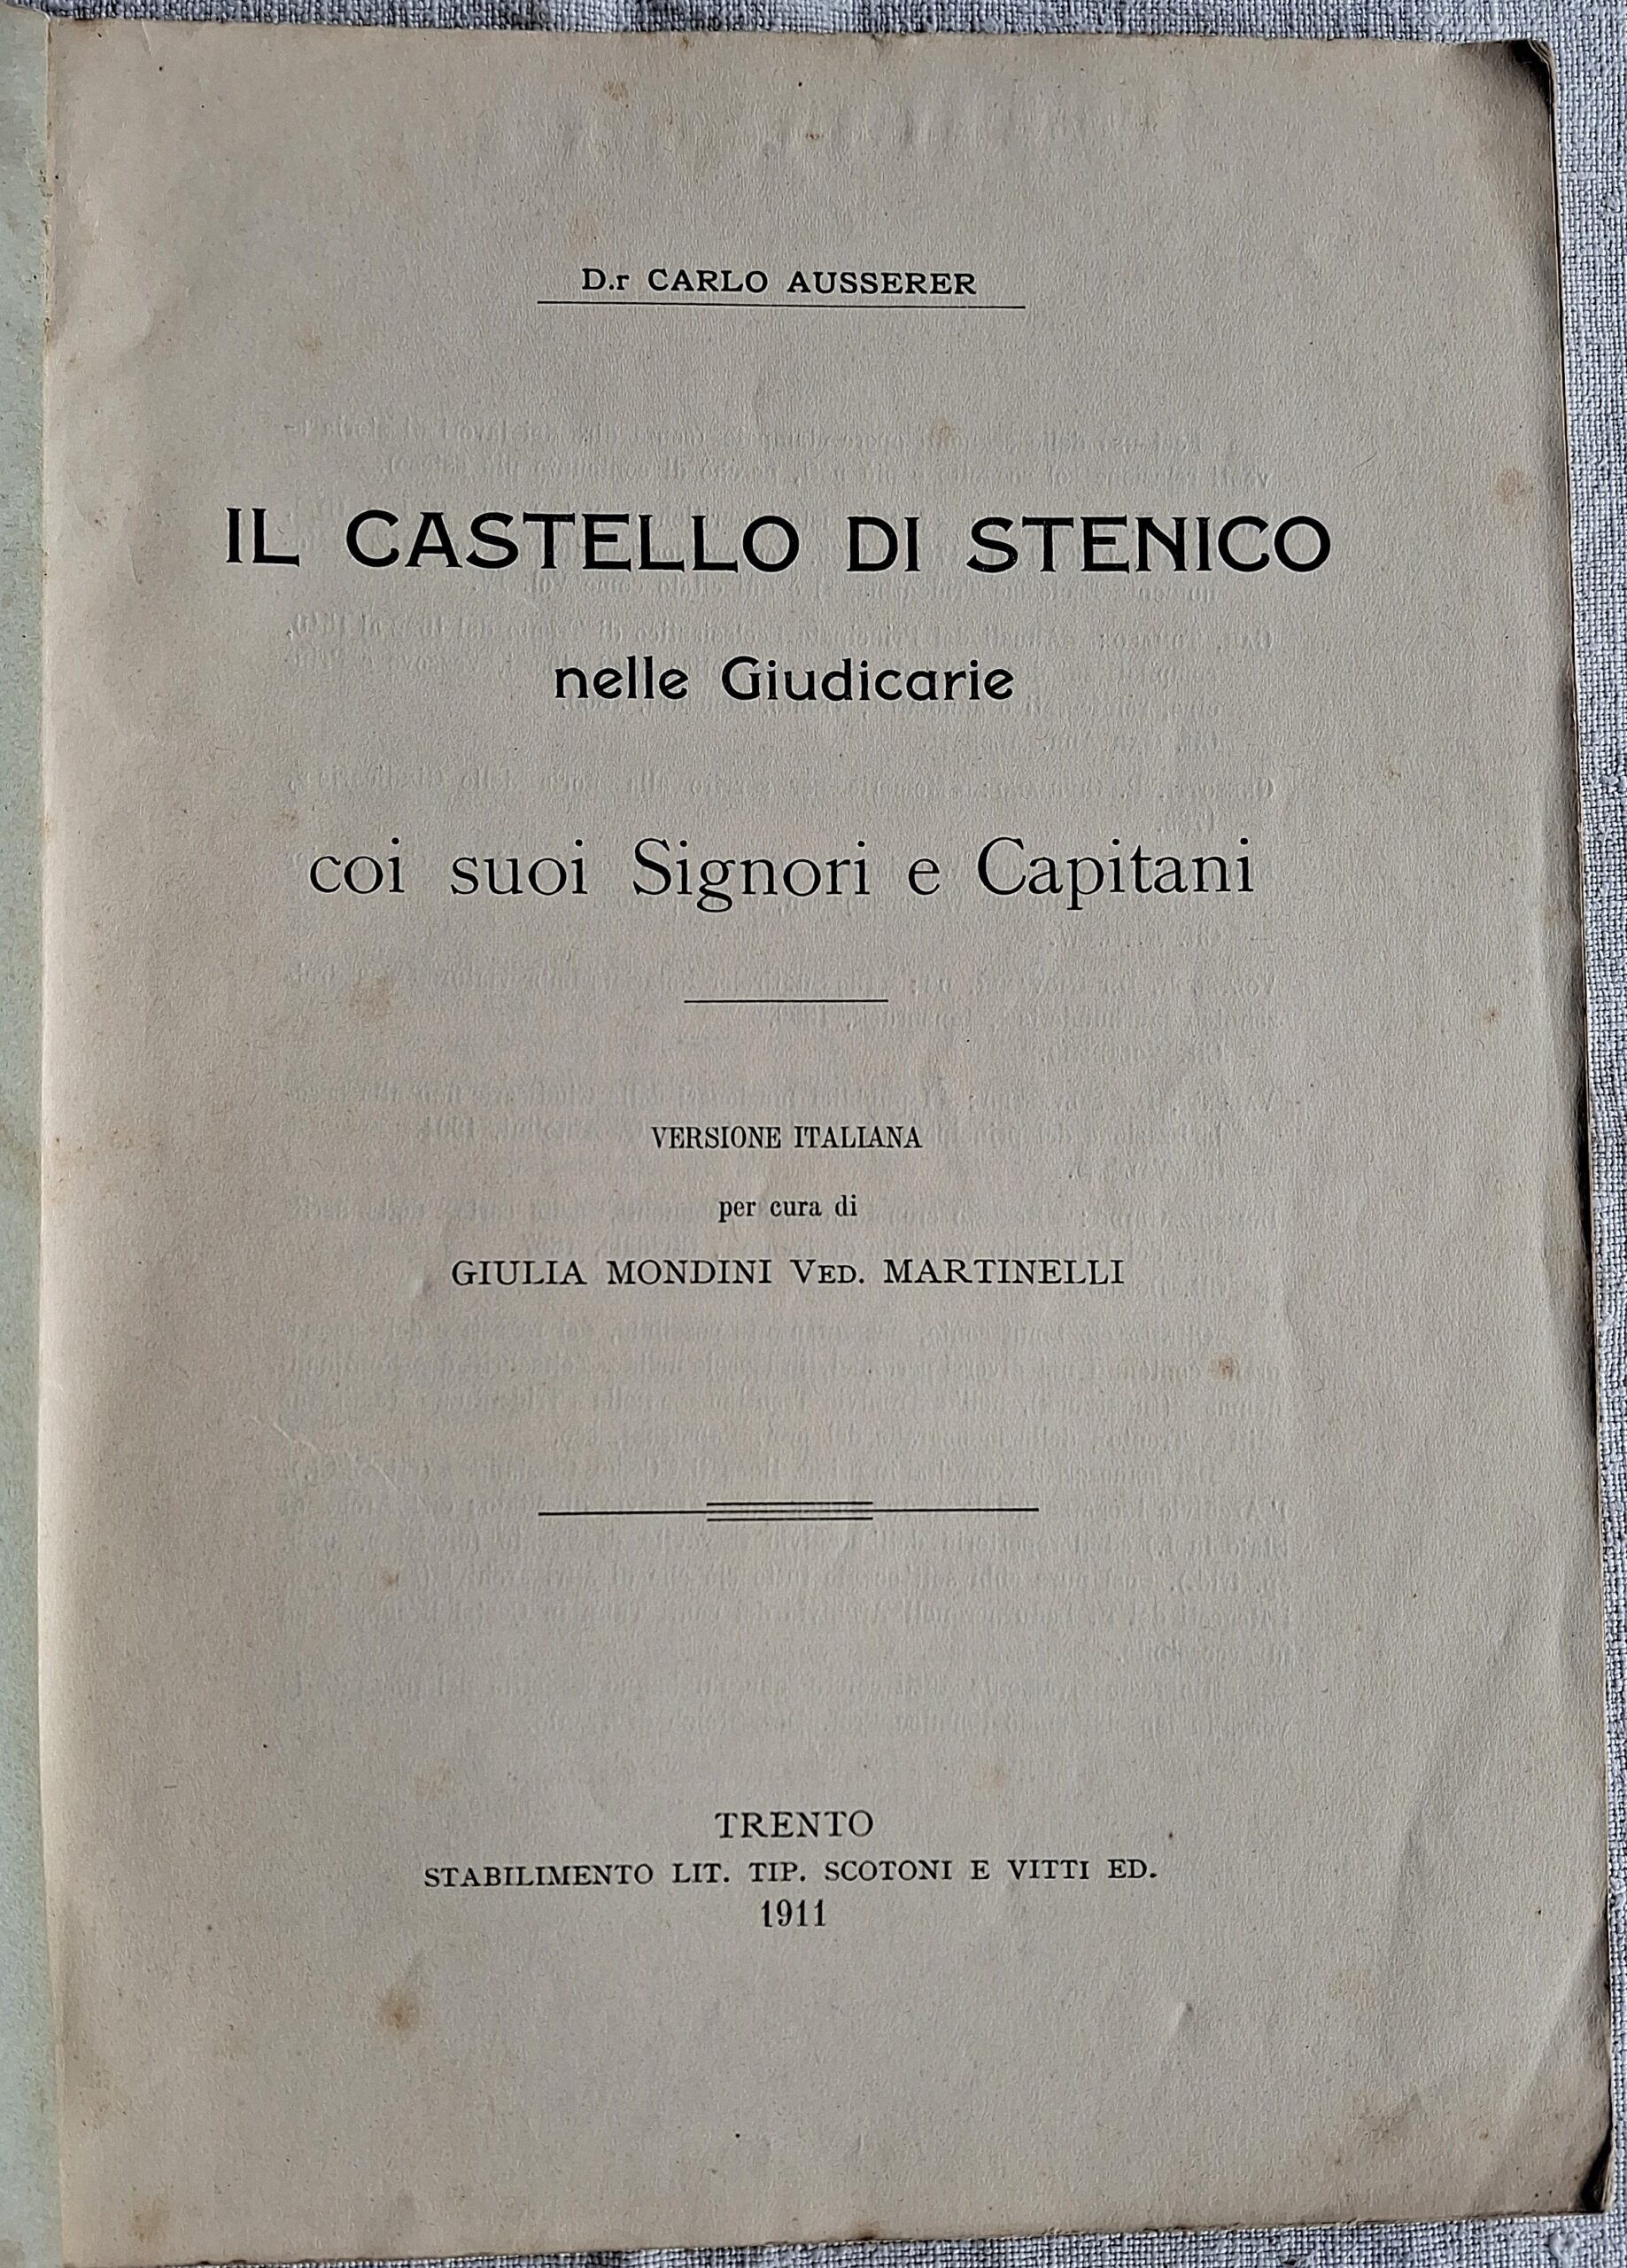 D.r CARLO AUSSERER
IL CASTELLO DI STENICO
nelle Giudicarie
coi suoi Signori e Capitani
VERSIONE ITALIANA
per cura di
GIULIA MONDINI VED. MARTINELLI
TRENTO
STABILIMENTO LIT. TIP. SCOTONI E VITTI ED.
1911